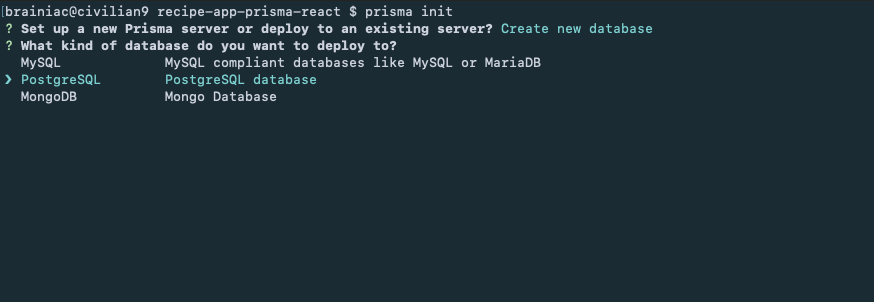 [brainiac@civilian9 recipe-app-prisma-react $ prisma init
? Set up a new Prisma server or deploy to an existing server? Create new database
? What kind of database do you want to deploy to?
MySQL MySQL compliant databases like MySQL or MariaDB
❯ PostgreSQL PostgreSQL database
MongoDB Mongo Database